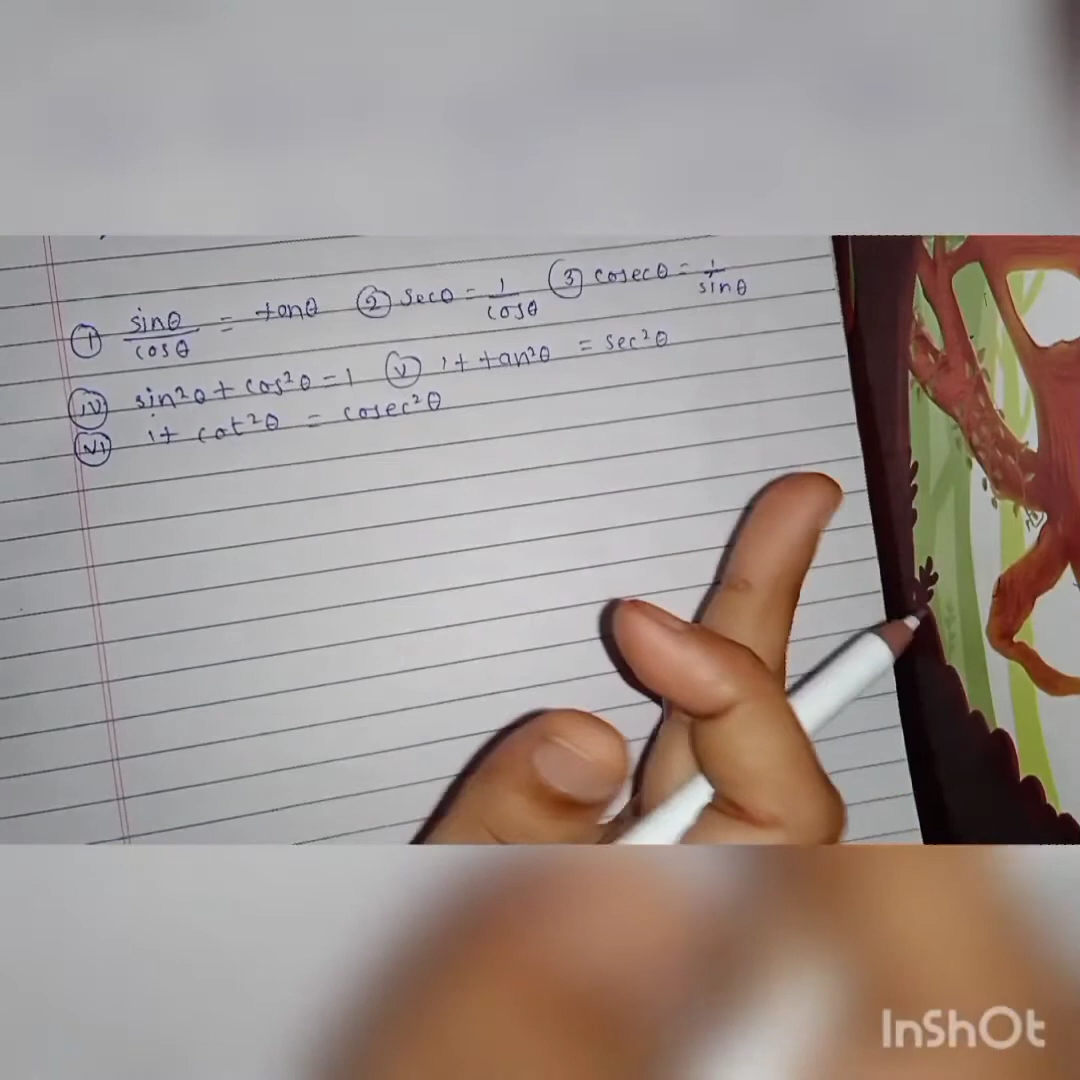 ① sinθ/cosθ = tanθ ② secθ = 1/cosθ ③ cosecθ = 1/sinθ
(iv) sin²θ + cos²θ = 1 (v) 1 + tan²θ = sec²θ
(vi) 1 + cot²θ = cosec²θ
InShOt